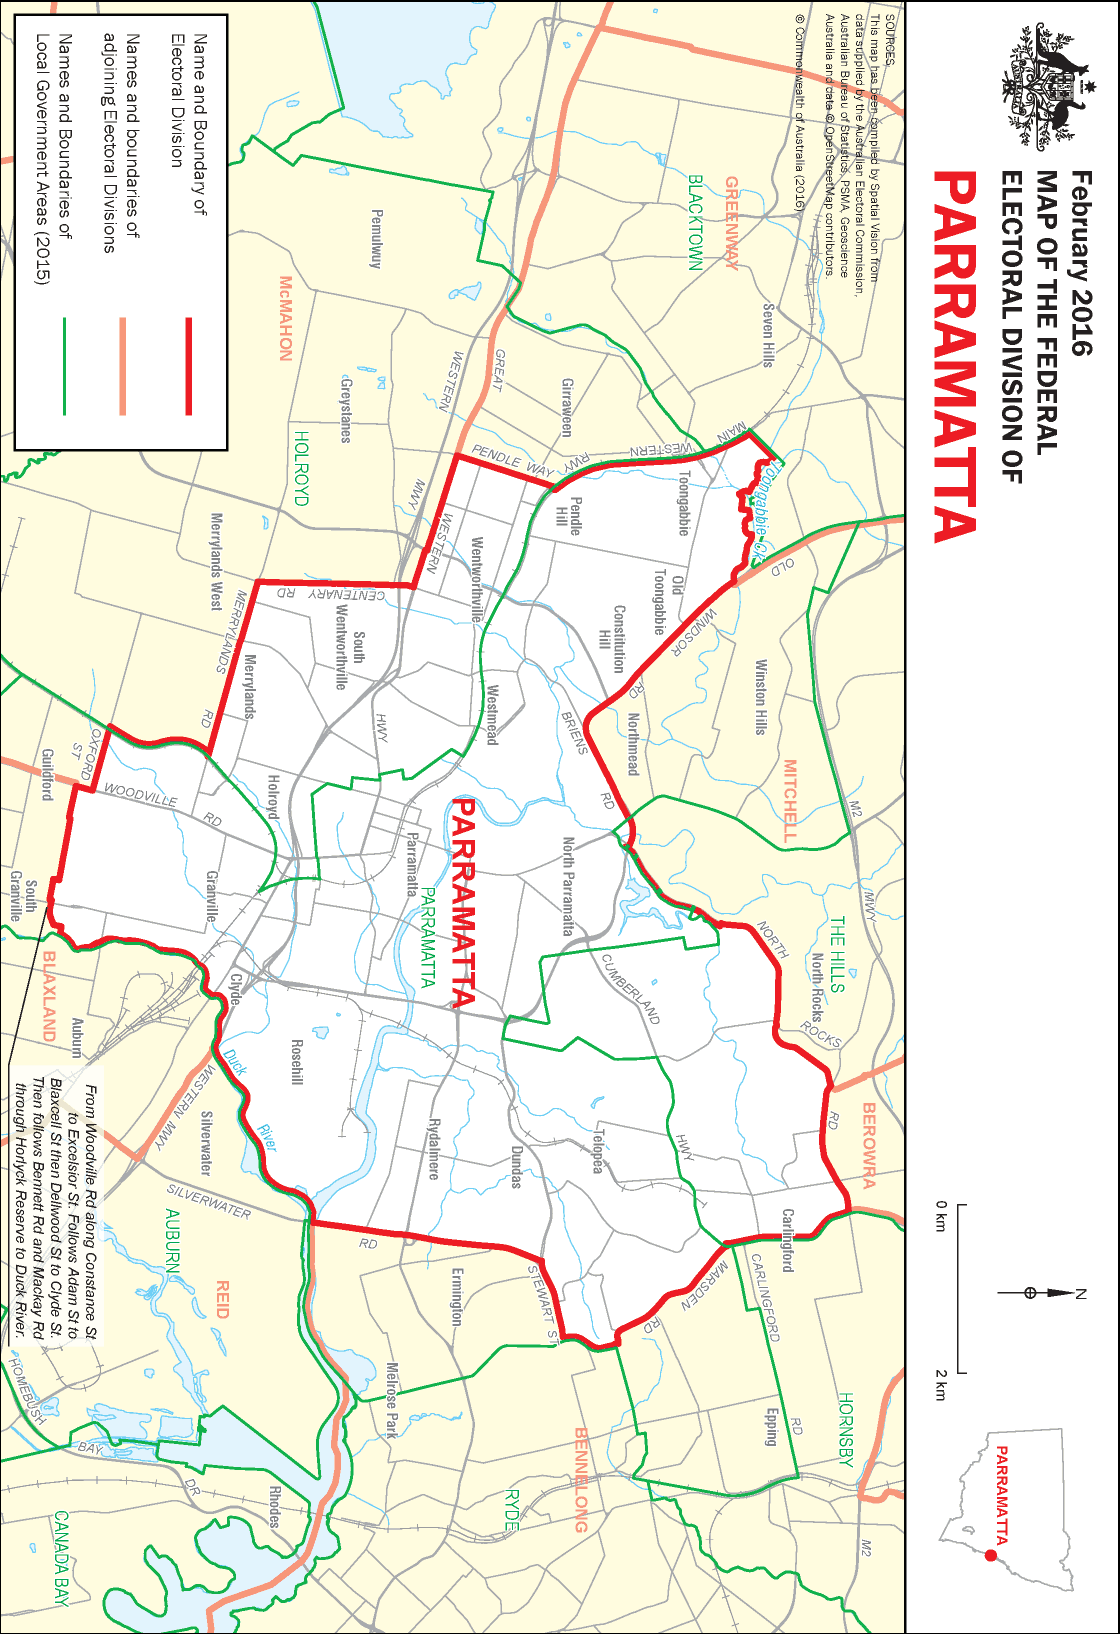 February 2016
MAP OF THE FEDERAL
ELECTORAL DIVISION OF
PARRAMATTA
0 km
2 km
N
PARRAMATTA
SOURCES:
This map has been compiled by Spatial Vision from
data supplied by the Australian Electoral Commission,
Australian Bureau of Statistics, PSMA, Geoscience
Australia and data © OpenStreetMap contributors.
© Commonwealth of Australia (2016)
GREENWAY
BLACKTOWN
Seven Hills
Girraween
Pemulwuy
McMAHON
Greystanes
HOLROYD
GREAT
WESTERN
MWY
WESTERN
PENDLE WAY
RWY
WESTERN
MAIN
Toongabbie Ck
OLD
WINDSOR
RD
Toongabbie
Old
Toongabbie
Pendle
Hill
Constitution
Hill
Wentworthville
South
Wentworthville
CENTENARY
RD
Merrylands West
MERRYLANDS
RD
Merrylands
Westmead
HWY
BRIENS
RD
Northmead
Winston Hills
MITCHELL
M2
MWY
THE HILLS
North Rocks
NORTH
ROCKS
RD
BEROWRA
OXFORD
ST
Guildford
WOODVILLE
RD
Holroyd
Granville
South
Granville
Parramatta
PARRAMATTA
PARRAMATTA
North Parramatta
CUMBERLAND
HWY
BLAXLAND
Auburn
Clyde
Duck
River
Rosehill
WESTERN MWY
Silverwater
SILVERWATER
RD
AUBURN
REID
Rydalmere
Dundas
Telopea
Carlingford
CARLINGFORD
RD
MARSDEN
RD
STEWART ST
Ermington
Melrose Park
BENNELONG
RYDE
Epping
HORNSBY
M2
HOMEBUSH
BAY
DR
Rhodes
CANADA BAY
From Woodville Rd along Constance St
to Excelsior St. Follows Adam St to
Blaxcell St then Dellwood St to Clyde St.
Then follows Bennett Rd and Mackay Rd
through Horlyck Reserve to Duck River.
Name and Boundary of
Electoral Division
Names and boundaries of
adjoining Electoral Divisions
Names and Boundaries of
Local Government Areas (2015)